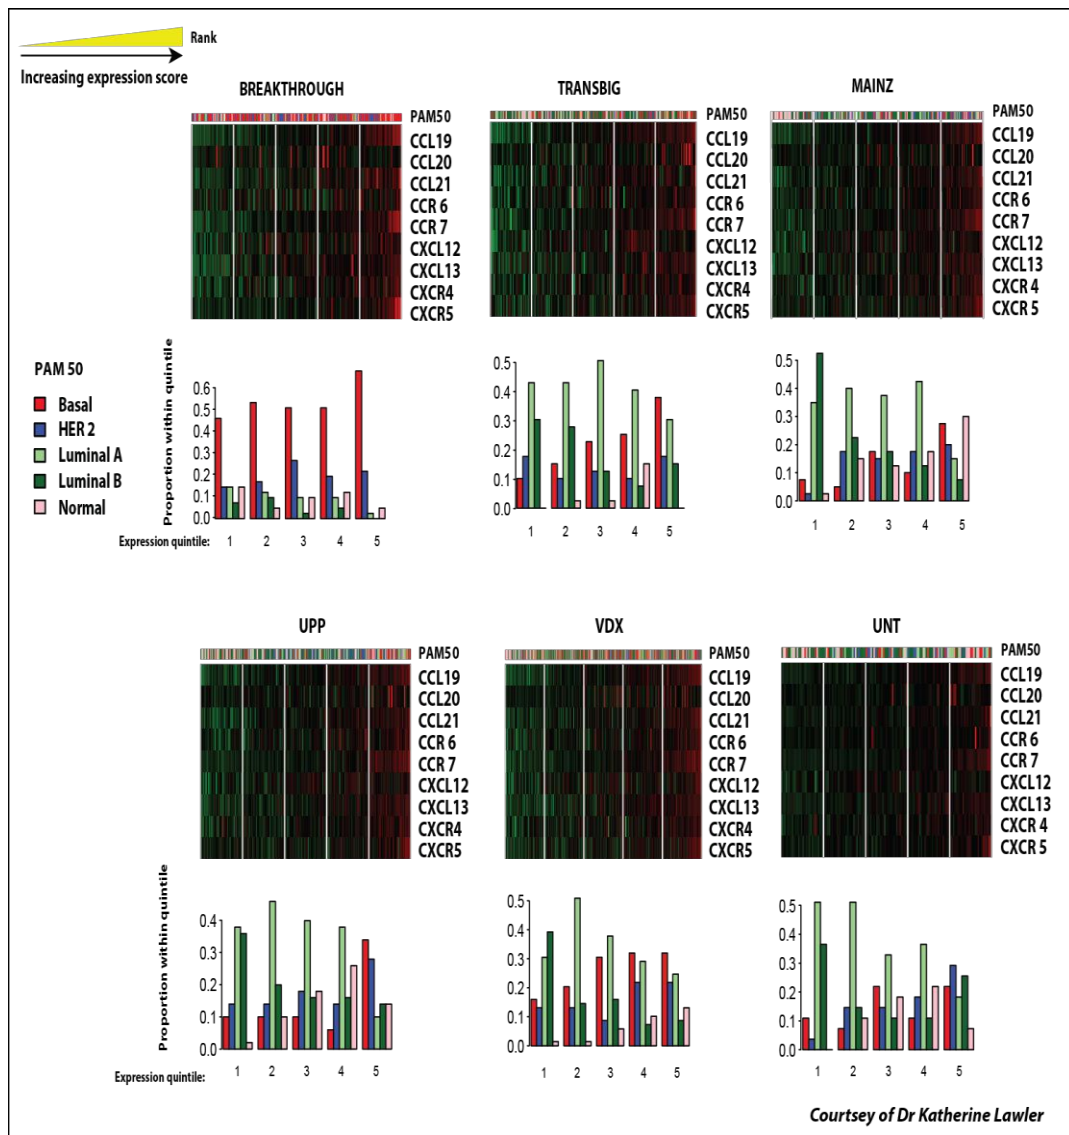 Rank
Increasing expression score
BREAKTHROUGH
TRANSBIG
MAINZ
PAM50
CCL19
CCL20
CCL21
CCR 6
CCR 7
CXCL12
CXCL13
CXCR4
CXCR5
PAM50
CCL19
CCL20
CCL21
CCR 6
CCR 7
CXCL12
CXCL13
CXCR4
CXCR5
PAM50
CCL19
CCL20
CCL21
CCR 6
CCR 7
CXCL12
CXCL13
CXCR 4
CXCR 5
PAM 50
Basal
HER 2
Luminal A
Luminal B
Normal
Proportion within quintile
0.6
0.5
0.4
0.3
0.2
0.1
0.0
Expression quintile: 1 2 3 4 5
0.5
0.4
0.3
0.2
0.1
0.0
1 2 3 4 5
0.5
0.4
0.3
0.2
0.1
0.0
1 2 3 4 5
UPP
VDX
UNT
PAM50
CCL19
CCL20
CCL21
CCR 6
CCR 7
CXCL12
CXCL13
CXCR4
CXCR5
PAM50
CCL19
CCL20
CCL21
CCR 6
CCR 7
CXCL12
CXCL13
CXCR4
CXCR5
PAM50
CCL19
CCL20
CCL21
CCR 6
CCR 7
CXCL12
CXCL13
CXCR 4
CXCR 5
Proportion within quintile
0.4
0.3
0.2
0.1
0.0
Expression quintile: 1 2 3 4 5
0.5
0.4
0.3
0.2
0.1
0.0
1 2 3 4 5
0.5
0.4
0.3
0.2
0.1
0.0
1 2 3 4 5
Courtsey of Dr Katherine Lawler